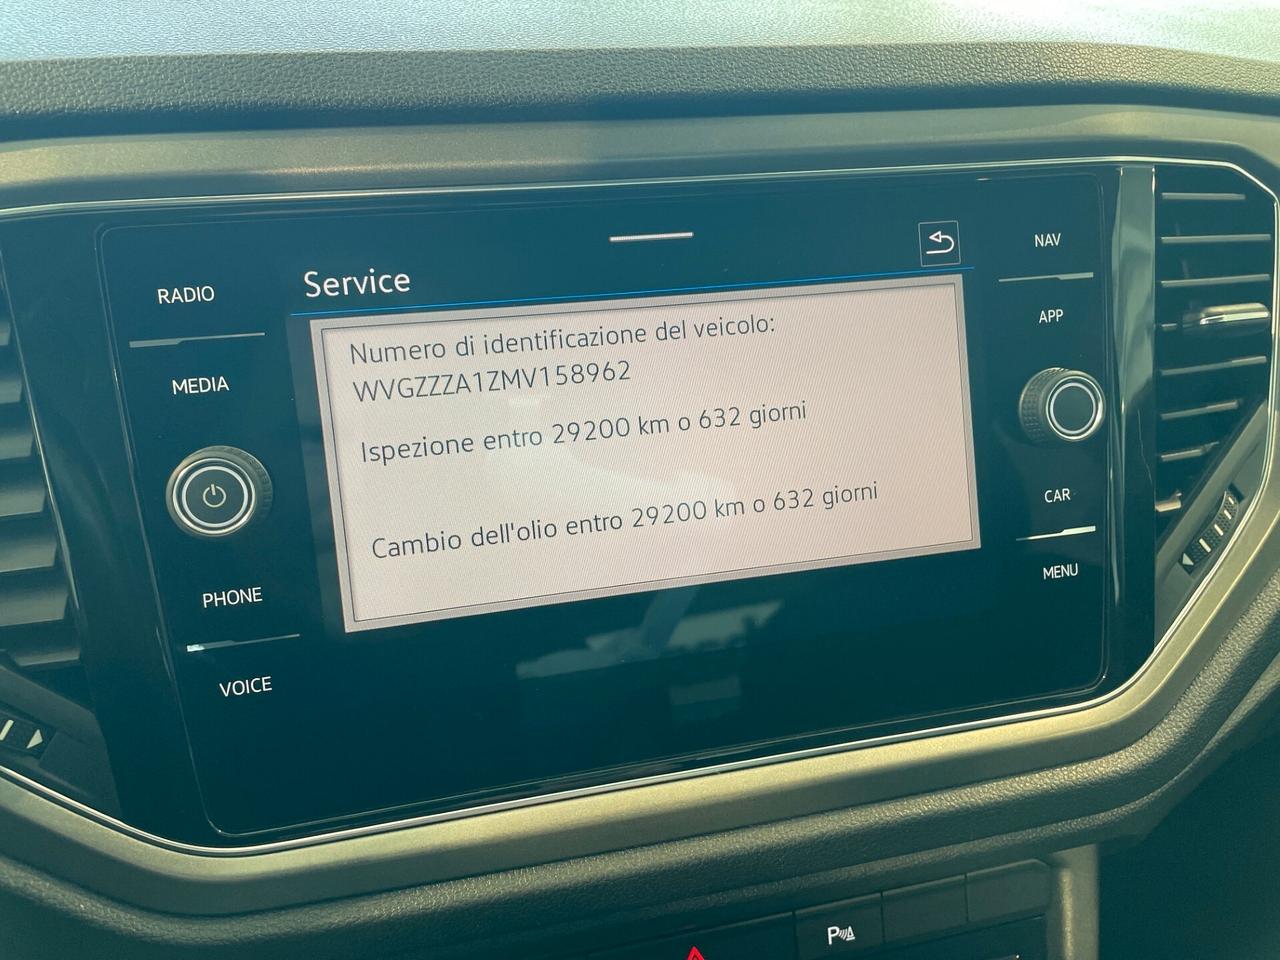 RADIO
MEDIA
PHONE
VOICE
Service
Numero di identificazione del veicolo:
WVGZZZA1ZMV158962
Ispezione entro 29200 km o 632 giorni
Cambio dell'olio entro 29200 km o 632 giorni
NAV
APP
CAR
MENU
P